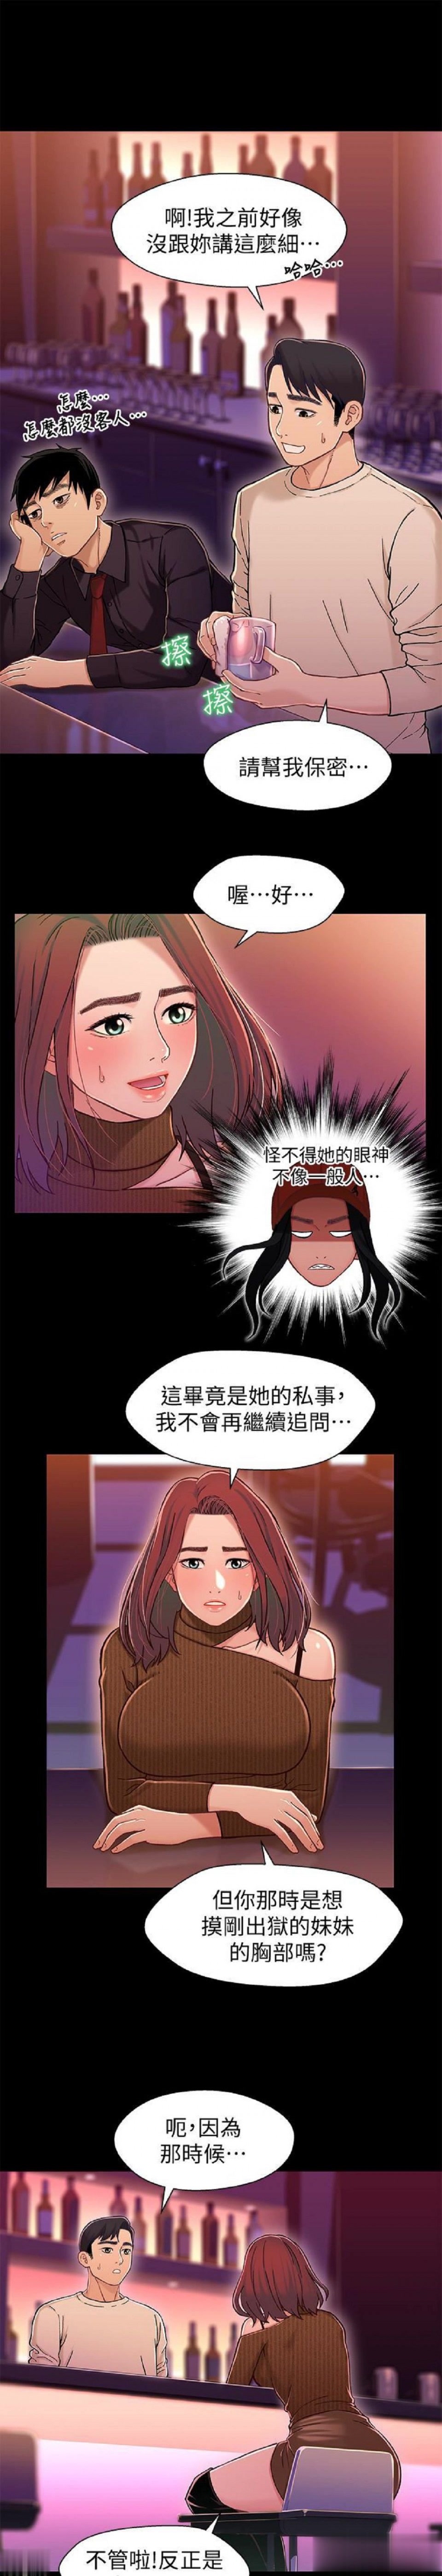 啊!我之前好像
沒跟妳講這麼細…
哈哈…
怎麼…
怎麼都沒客人…
擦
擦
請幫我保密…
喔…好…
怪不得她的眼神
不像一般人…
這畢竟是她的私事,
我不會再繼續追問…
但你那時是想
摸剛出獄的妹妹
的胸部嗎?
呃,因為
那時候…
不管啦!反正是